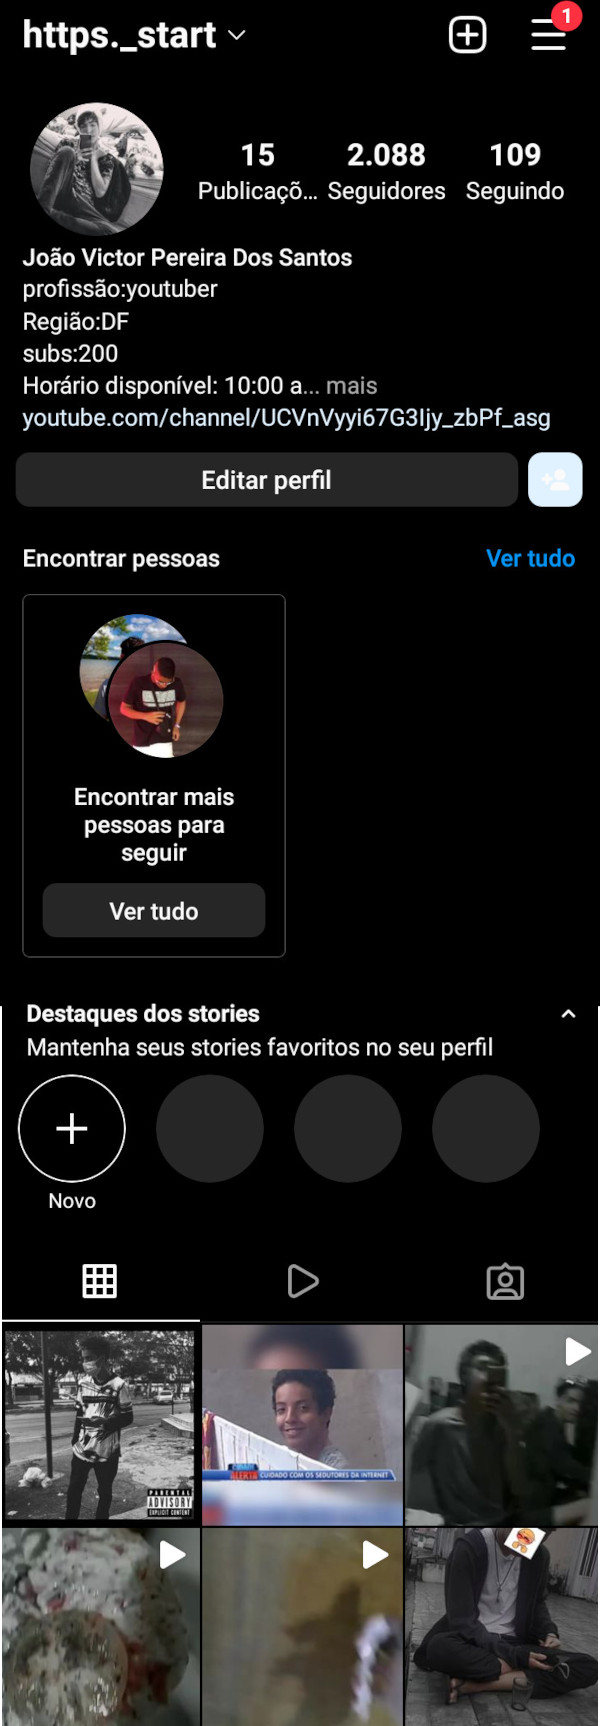 https._start
1
15
2.088
109
Publicaçõ...
Seguidores
Seguindo
João Victor Pereira Dos Santos
profissão:youtuber
Região:DF
subs:200
Horário disponível: 10:00 a... mais
youtube.com/channel/UCVnVyyi67G3Ijy_zbPf_asg
Editar perfil
Encontrar pessoas
Ver tudo
Encontrar mais
pessoas para
seguir
Ver tudo
Destaques dos stories
Mantenha seus stories favoritos no seu perfil
Novo
PARENTAL
ADVISORY
EXPLICIT CONTENT
ALERTA
CUIDADO COM OS SEDUTORES DA INTERNET